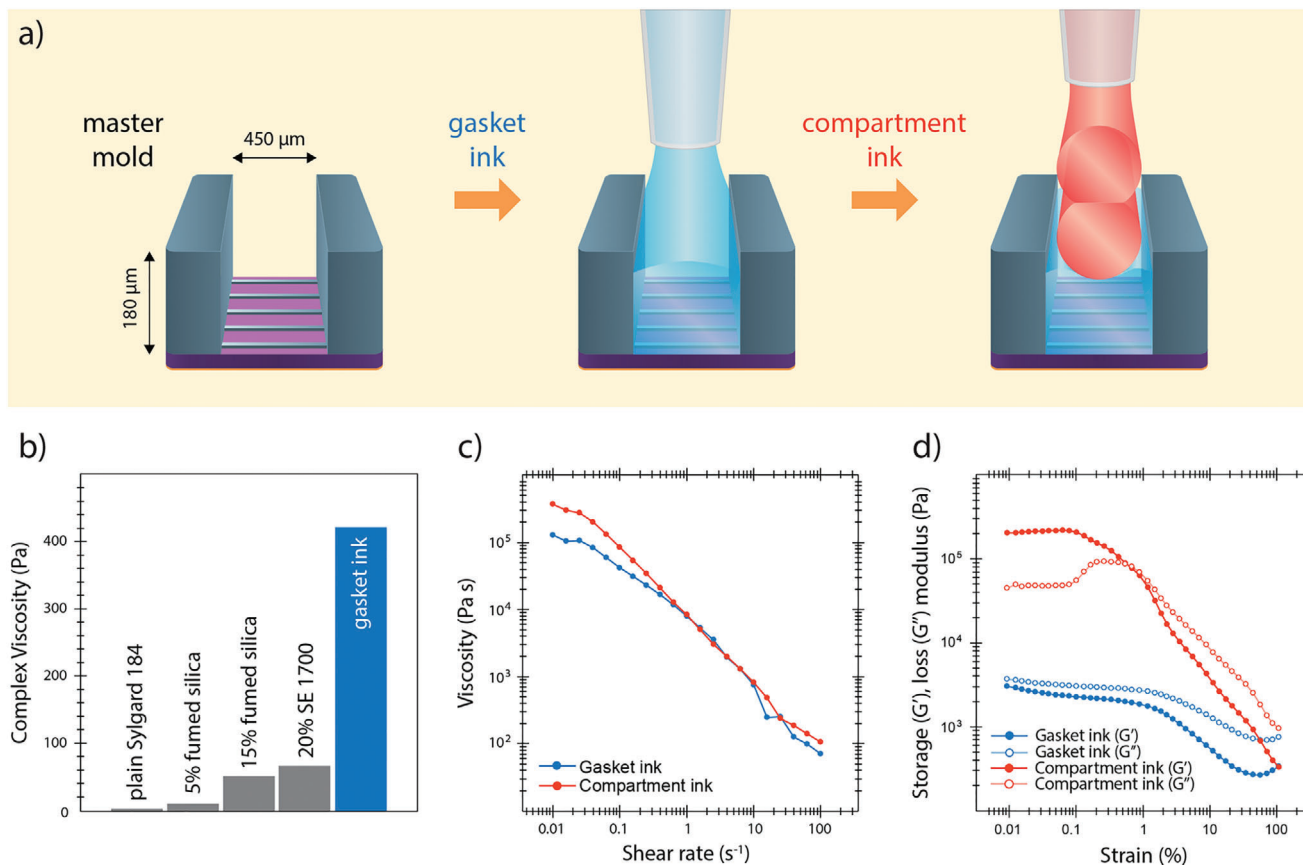 a)
master
mold
450 µm
180 µm
gasket
ink
compartment
ink
b)
Complex Viscosity (Pa)
400
300
200
100
0
plain Sylgard 184
5% fumed silica
15% fumed silica
20% SE 1700
gasket ink
c)
Viscosity (Pa s)
10⁵
10⁴
10³
10²
Gasket ink
Compartment ink
0.01
0.1
1
10
100
Shear rate (s⁻¹)
d)
Storage (G’), loss (G”) modulus (Pa)
10⁵
10⁴
10³
Gasket ink (G’)
Gasket ink (G”)
Compartment ink (G’)
Compartment ink (G”)
0.01
0.1
1
10
100
Strain (%)